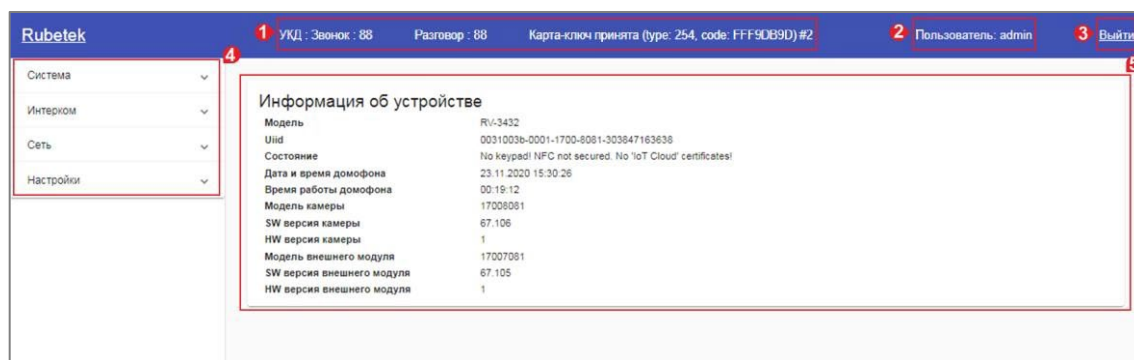 Rubetek 1 УКД : Звонок : 88 Разговор : 88 Карта-ключ принята (type: 254, code: FFF9DB9D) #2 2 Пользователь: admin 3 Выйти
4 5
Система
Интерком
Сеть
Настройки
Информация об устройстве
Модель RV-3432
Uiid 0031003b-0001-1700-8081-303847163638
Состояние No keypad! NFC not secured. No 'IoT Cloud' certificates!
Дата и время домофона 23.11.2020 15:30:26
Время работы домофона 00:19:12
Модель камеры 17008081
SW версия камеры 67.106
HW версия камеры 1
Модель внешнего модуля 17007081
SW версия внешнего модуля 67.105
HW версия внешнего модуля 1